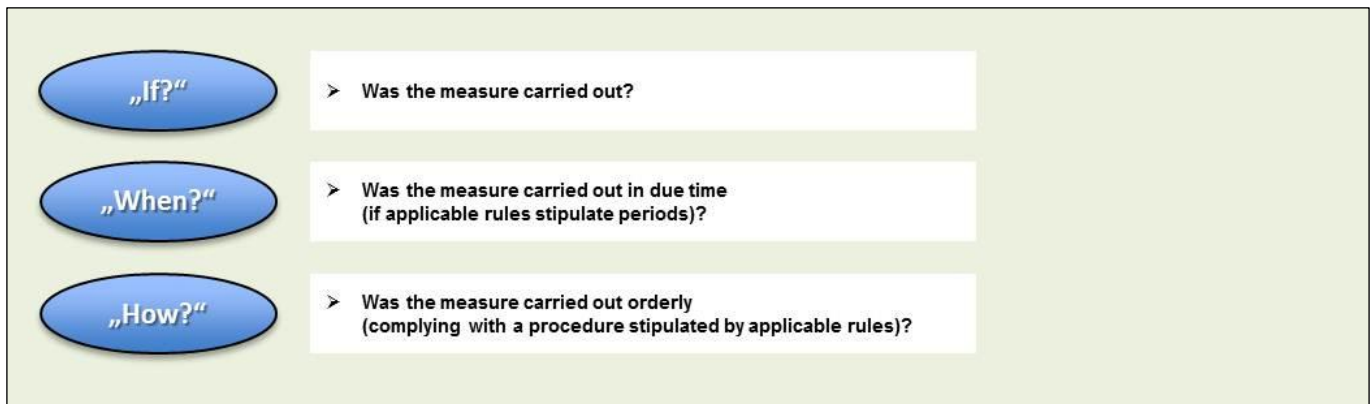 „If?“
➢ Was the measure carried out?
„When?“
➢ Was the measure carried out in due time
(if applicable rules stipulate periods)?
„How?“
➢ Was the measure carried out orderly
(complying with a procedure stipulated by applicable rules)?